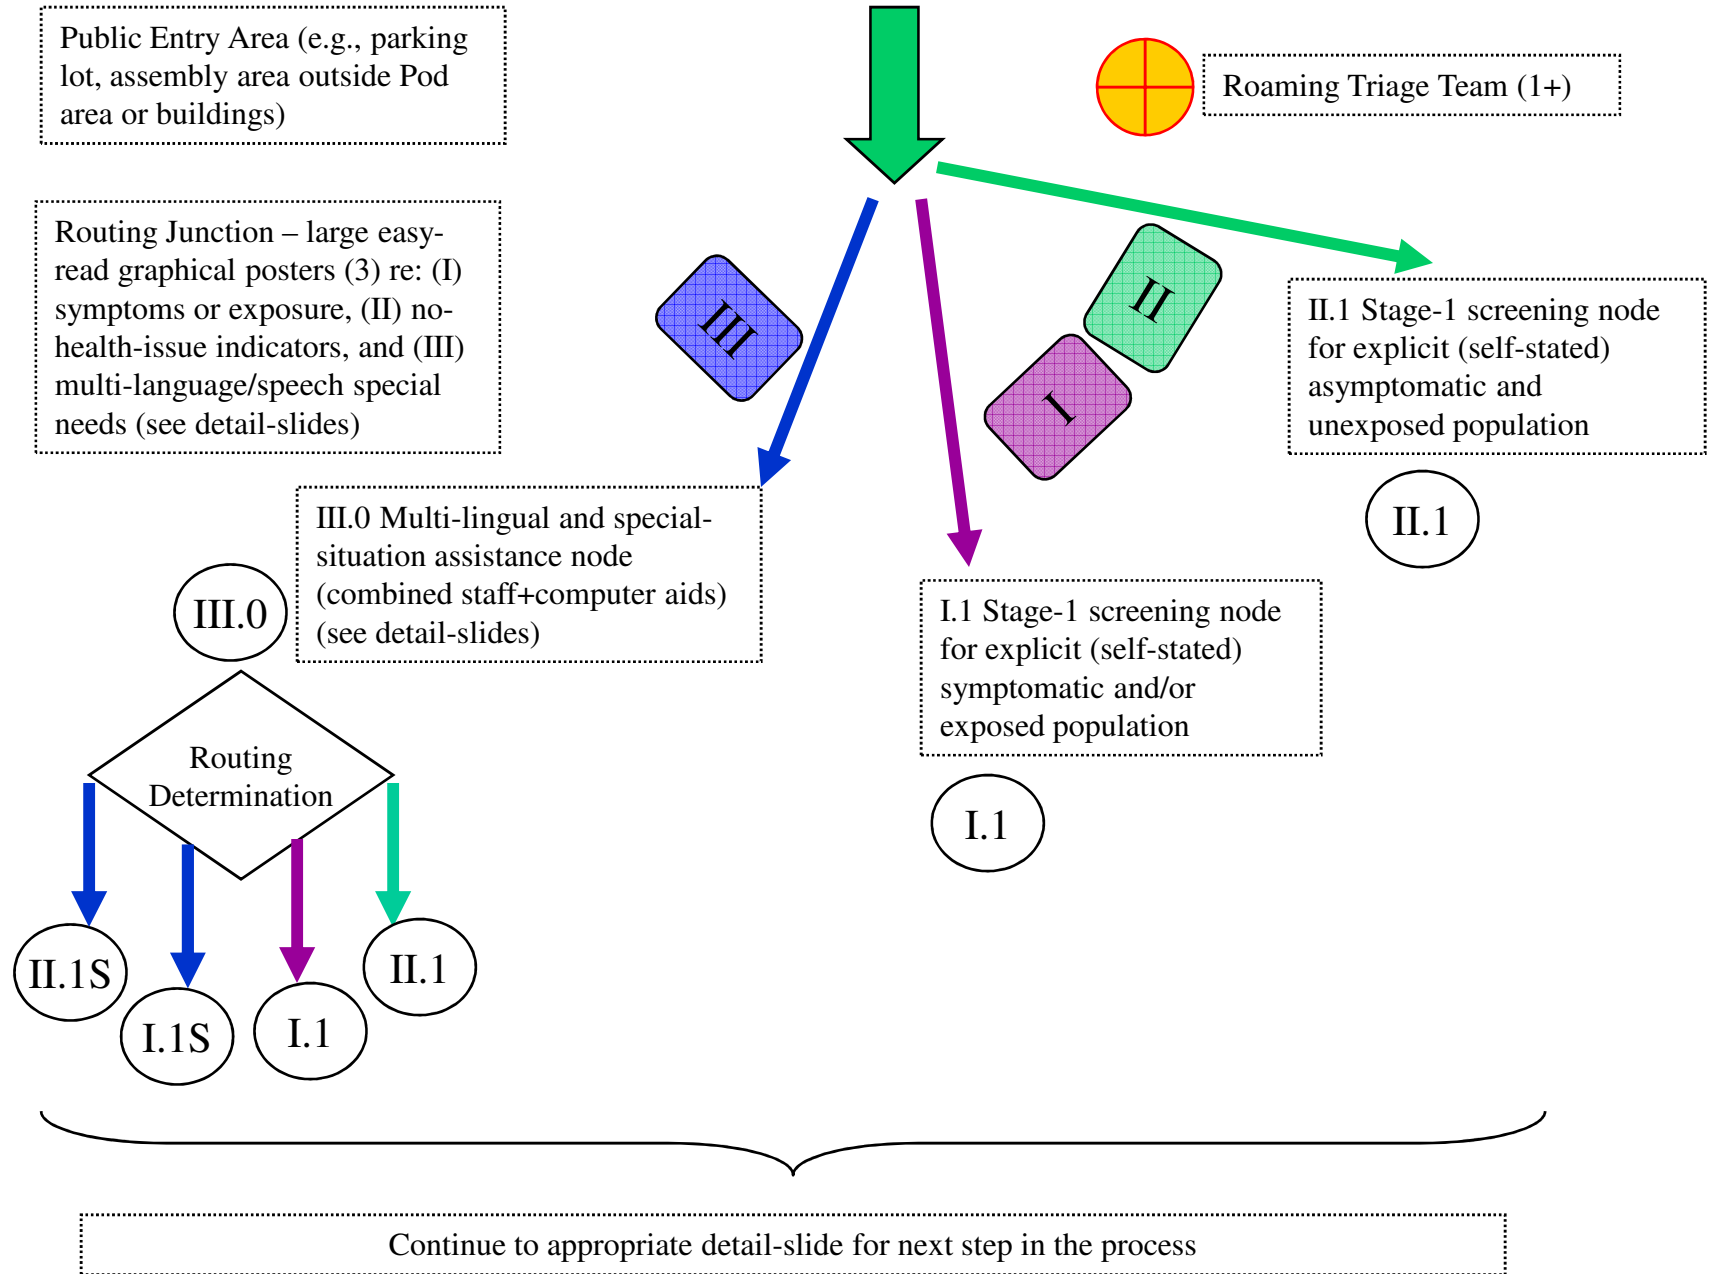 Public Entry Area (e.g., parking
lot, assembly area outside Pod
area or buildings)
Roaming Triage Team (1+)
Routing Junction – large easy-
read graphical posters (3) re: (I)
symptoms or exposure, (II) no-
health-issue indicators, and (III)
multi-language/speech special
needs (see detail-slides)
III
II
I
II.1 Stage-1 screening node
for explicit (self-stated)
asymptomatic and
unexposed population
II.1
III.0 Multi-lingual and special-
situation assistance node
(combined staff+computer aids)
(see detail-slides)
III.0
I.1 Stage-1 screening node
for explicit (self-stated)
symptomatic and/or
exposed population
I.1
Routing
Determination
II.1S
I.1S
I.1
II.1
Continue to appropriate detail-slide for next step in the process